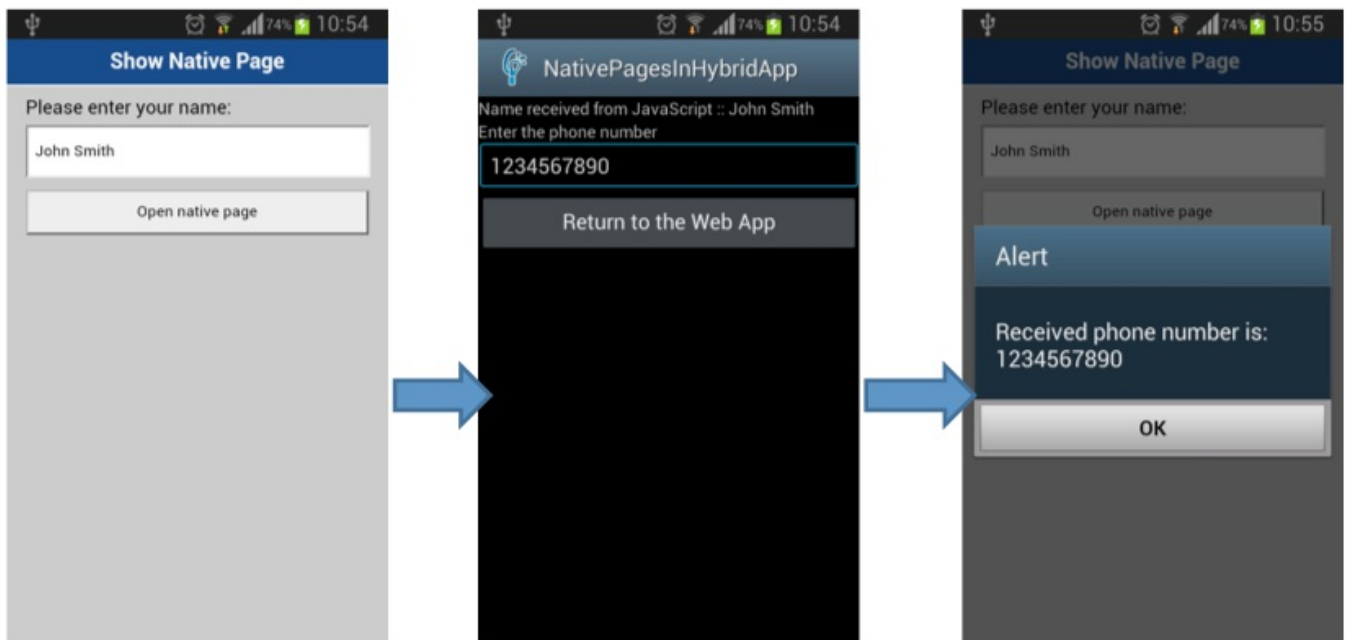 74% 10:54
Show Native Page
Please enter your name:
John Smith
Open native page
74% 10:54
NativePagesInHybridApp
Name received from JavaScript :: John Smith
Enter the phone number
1234567890
Return to the Web App
74% 10:55
Show Native Page
Please enter your name:
John Smith
Open native page
Alert
Received phone number is:
1234567890
OK